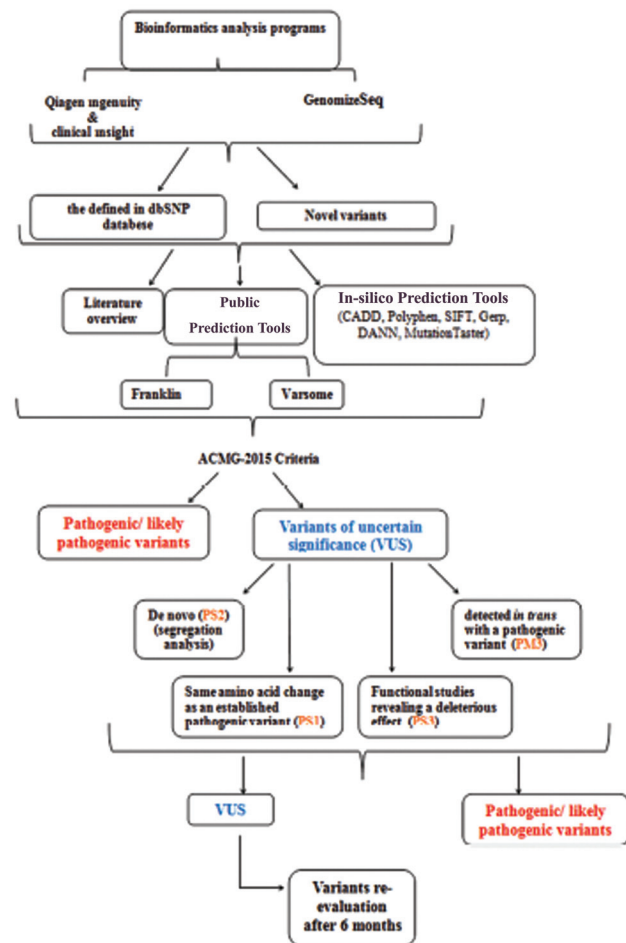 Bioinformatics analysis programs
Qiagen ingenuity
&
clinical insight
GenomizeSeq
the defined in dbSNP
databese
Novel variants
Literature
overview
Public
Prediction Tools
In-silico Prediction Tools
(CADD, Polyphen, SIFT, Gerp,
DANN, MutationTaster)
Franklin
Varsome
ACMG-2015 Criteria
Pathogenic/ likely
pathogenic variants
Variants of uncertain
significance (VUS)
De novo (PS2)
(segregation
analysis)
detected in trans
with a pathogenic
variant (PM3)
Same amino acid change
as an established
pathogenic variant (PS1)
Functional studies
revealing a deleterious
effect (PS3)
VUS
Pathogenic/ likely
pathogenic variants
Variants re-
evaluation
after 6 months